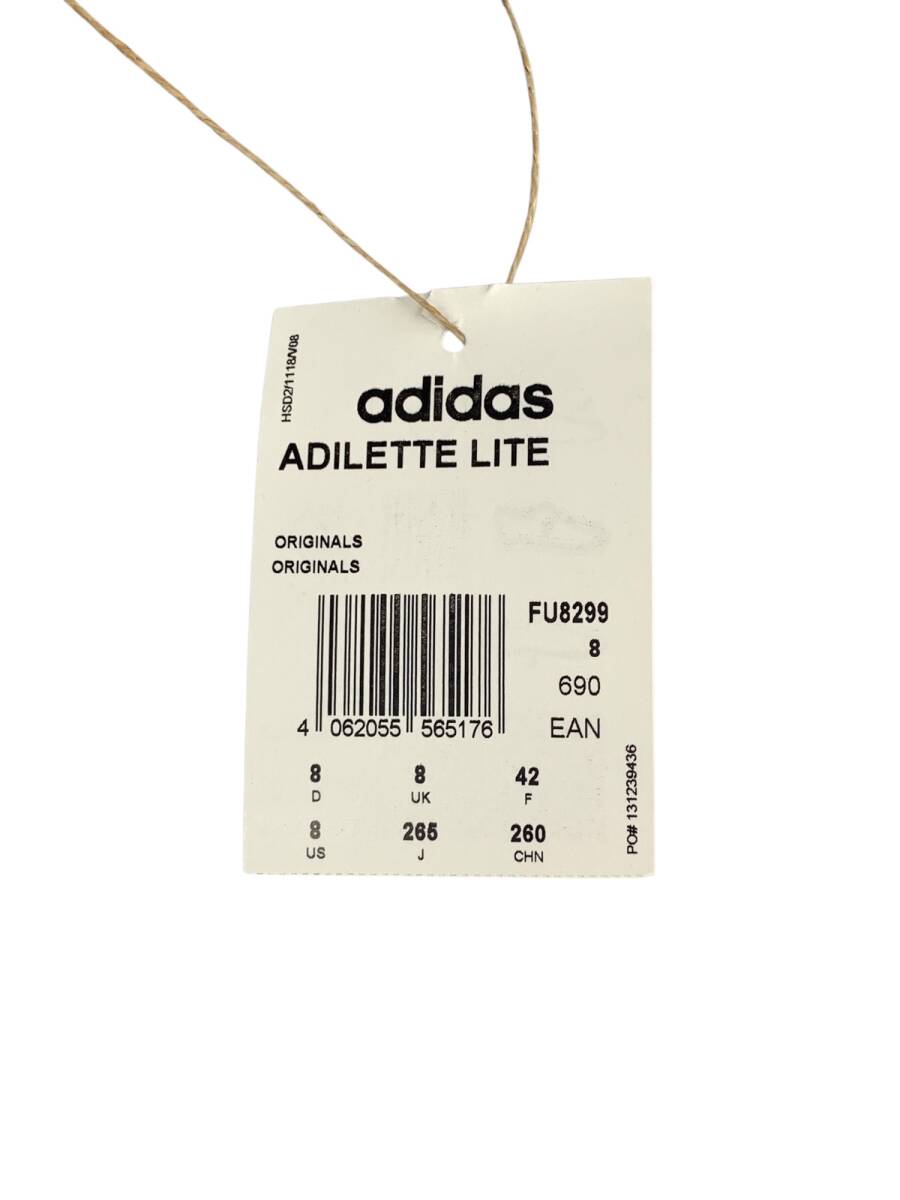 HSD2/1118/V08
adidas
ADILETTE LITE
ORIGINALS
ORIGINALS
FU8299
8
690
EAN
4 062055 565176
8 8 42
D UK F
8 265 260
US J CHN
PO# 131239436